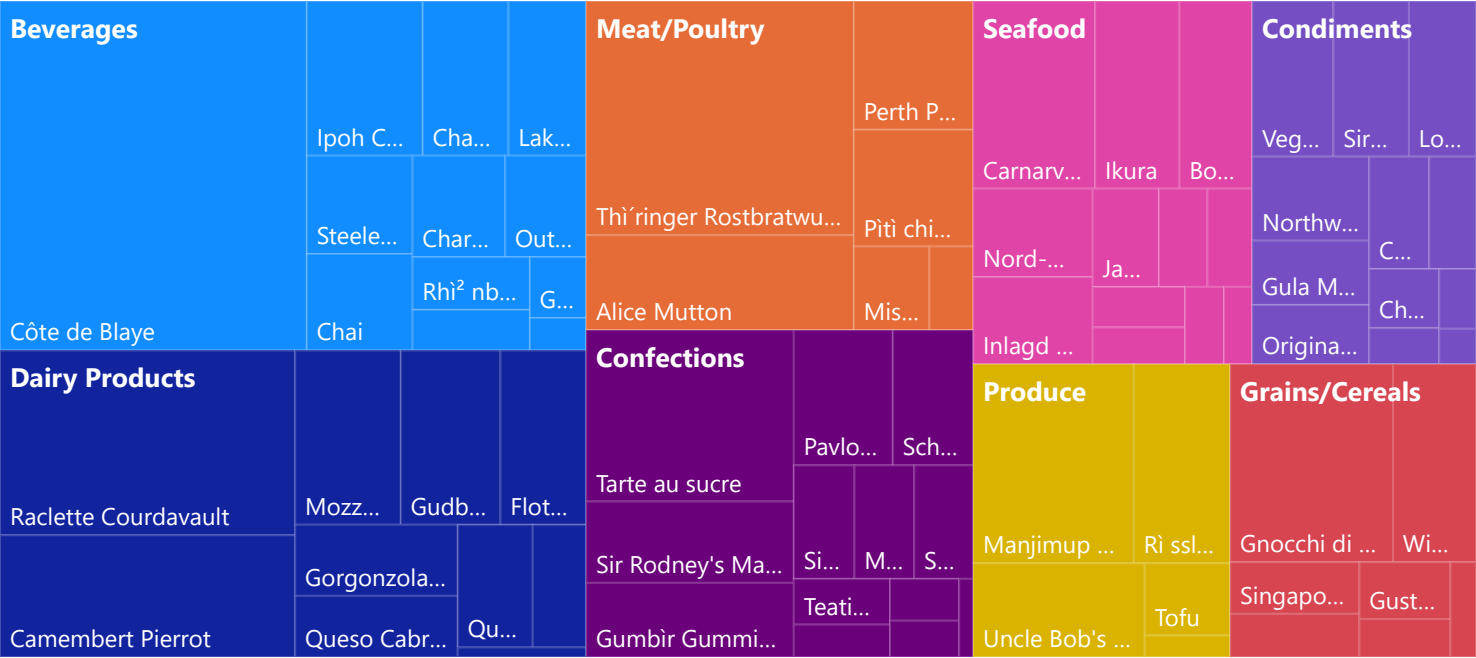 Beverages
Ipoh C...
Cha...
Lak...
Steele...
Char...
Out...
Rhì² nb...
G...
Côte de Blaye
Chai
Meat/Poultry
Perth P...
Thì´ringer Rostbratwu...
Pìtì chi...
Alice Mutton
Mis...
Seafood
Carnarv...
Ikura
Bo...
Nord-...
Ja...
Inlagd ...
Condiments
Veg...
Sir...
Lo...
Northw...
C...
Gula M...
Ch...
Origina...
Dairy Products
Raclette Courdavault
Mozz...
Gudb...
Flot...
Gorgonzola...
Camembert Pierrot
Queso Cabr...
Qu...
Confections
Pavlo...
Sch...
Tarte au sucre
Sir Rodney's Ma...
Si...
M...
S...
Teati...
Gumbìr Gummi...
Produce
Manjimup ...
Rì ssl...
Uncle Bob's ...
Tofu
Grains/Cereals
Gnocchi di ...
Wi...
Singapo...
Gust...